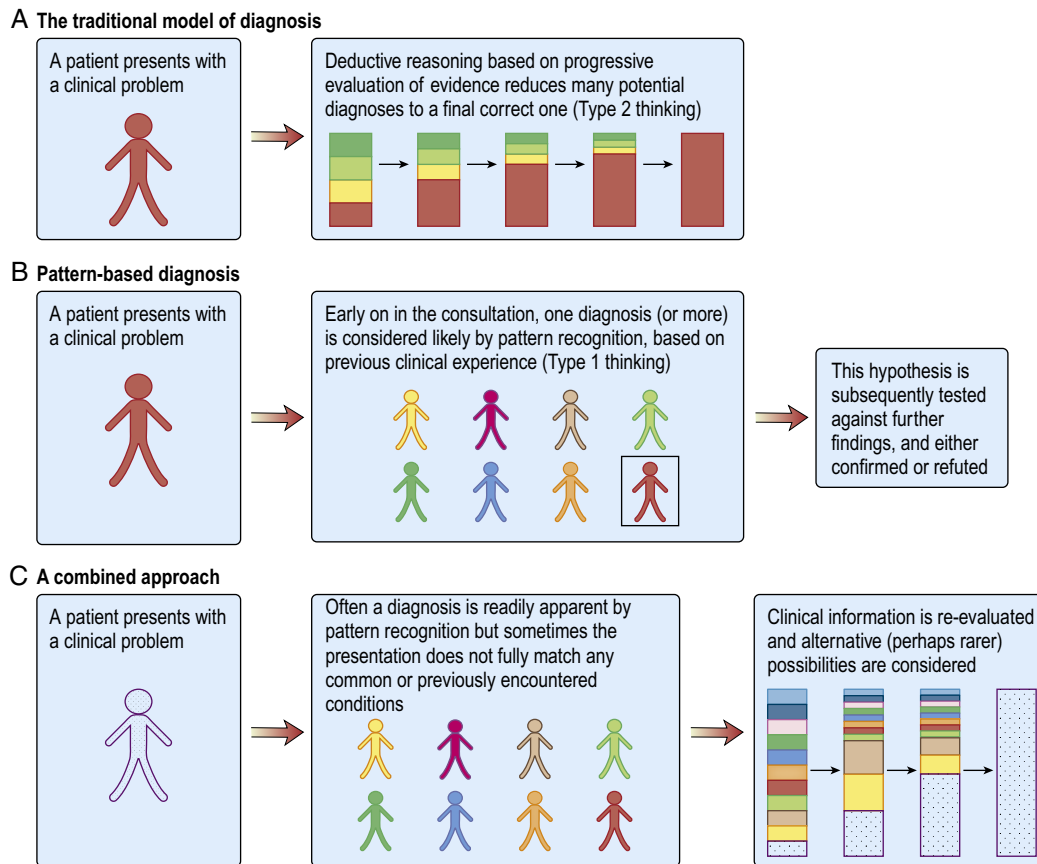 A The traditional model of diagnosis
A patient presents with
a clinical problem
Deductive reasoning based on progressive
evaluation of evidence reduces many potential
diagnoses to a final correct one (Type 2 thinking)
B Pattern-based diagnosis
A patient presents with
a clinical problem
Early on in the consultation, one diagnosis (or more)
is considered likely by pattern recognition, based on
previous clinical experience (Type 1 thinking)
This hypothesis is
subsequently tested
against further
findings, and either
confirmed or refuted
C A combined approach
A patient presents with
a clinical problem
Often a diagnosis is readily apparent by
pattern recognition but sometimes the
presentation does not fully match any
common or previously encountered
conditions
Clinical information is re-evaluated
and alternative (perhaps rarer)
possibilities are considered